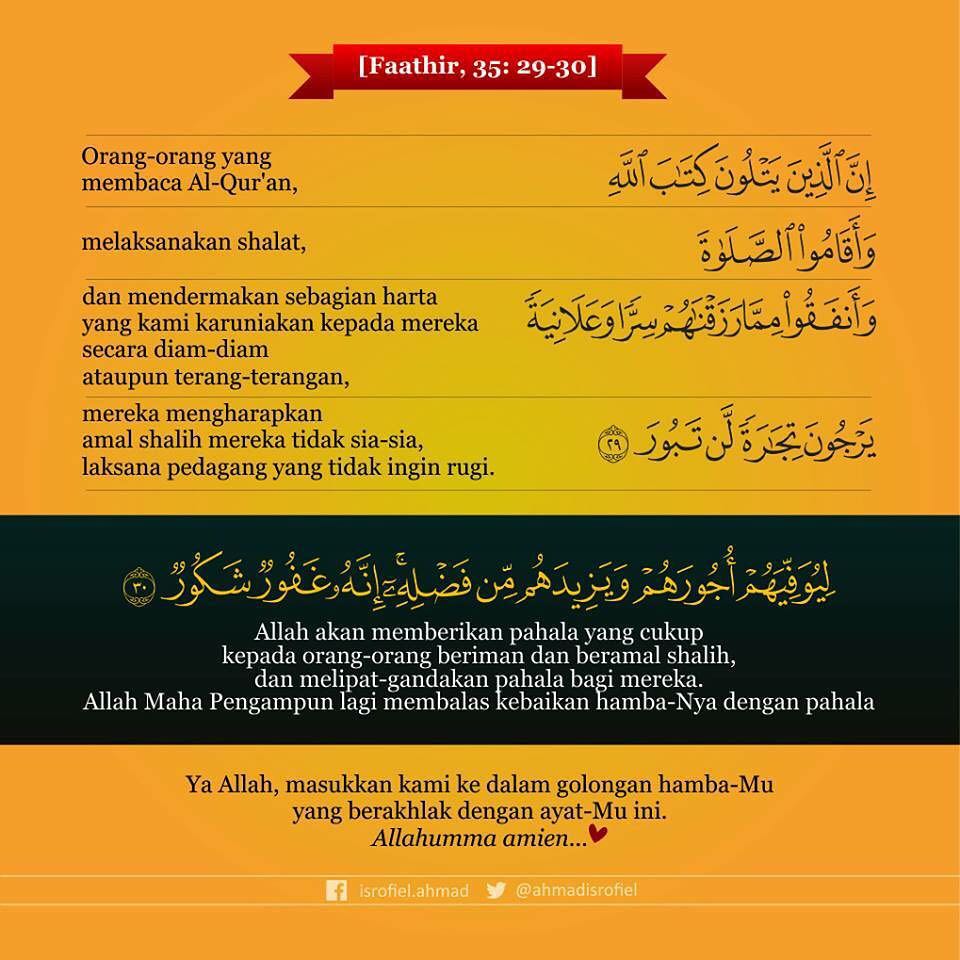 [Faathir, 35: 29-30]
Orang-orang yang
membaca Al-Qur'an,
إِنَّ ٱلَّذِينَ يَتْلُونَ كِتَٰبَ ٱللَّهِ
melaksanakan shalat,
وَأَقَامُوا۟ ٱلصَّلَوٰةَ
dan mendermakan sebagian harta
yang kami karuniakan kepada mereka
secara diam-diam
ataupun terang-terangan,
وَأَنفَقُوا۟ مِمَّا رَزَقْنَٰهُمْ سِرًّا وَعَلَانِيَةً
mereka mengharapkan
amal shalih mereka tidak sia-sia,
laksana pedagang yang tidak ingin rugi.
يَرْجُونَ تِجَٰرَةً لَّن تَبُورَ ٢٩
لِيُوَفِّيَهُمْ أُجُورَهُمْ وَيَزِيدَهُم مِّن فَضْلِهِۦٓ ۚ إِنَّهُۥ غَفُورٌ شَكُورٌ ٣٠
Allah akan memberikan pahala yang cukup
kepada orang-orang beriman dan beramal shalih,
dan melipat-gandakan pahala bagi mereka.
Allah Maha Pengampun lagi membalas kebaikan hamba-Nya dengan pahala
Ya Allah, masukkan kami ke dalam golongan hamba-Mu
yang berakhlak dengan ayat-Mu ini.
Allahumma amien...
isrofiel.ahmad @ahmadisrofiel